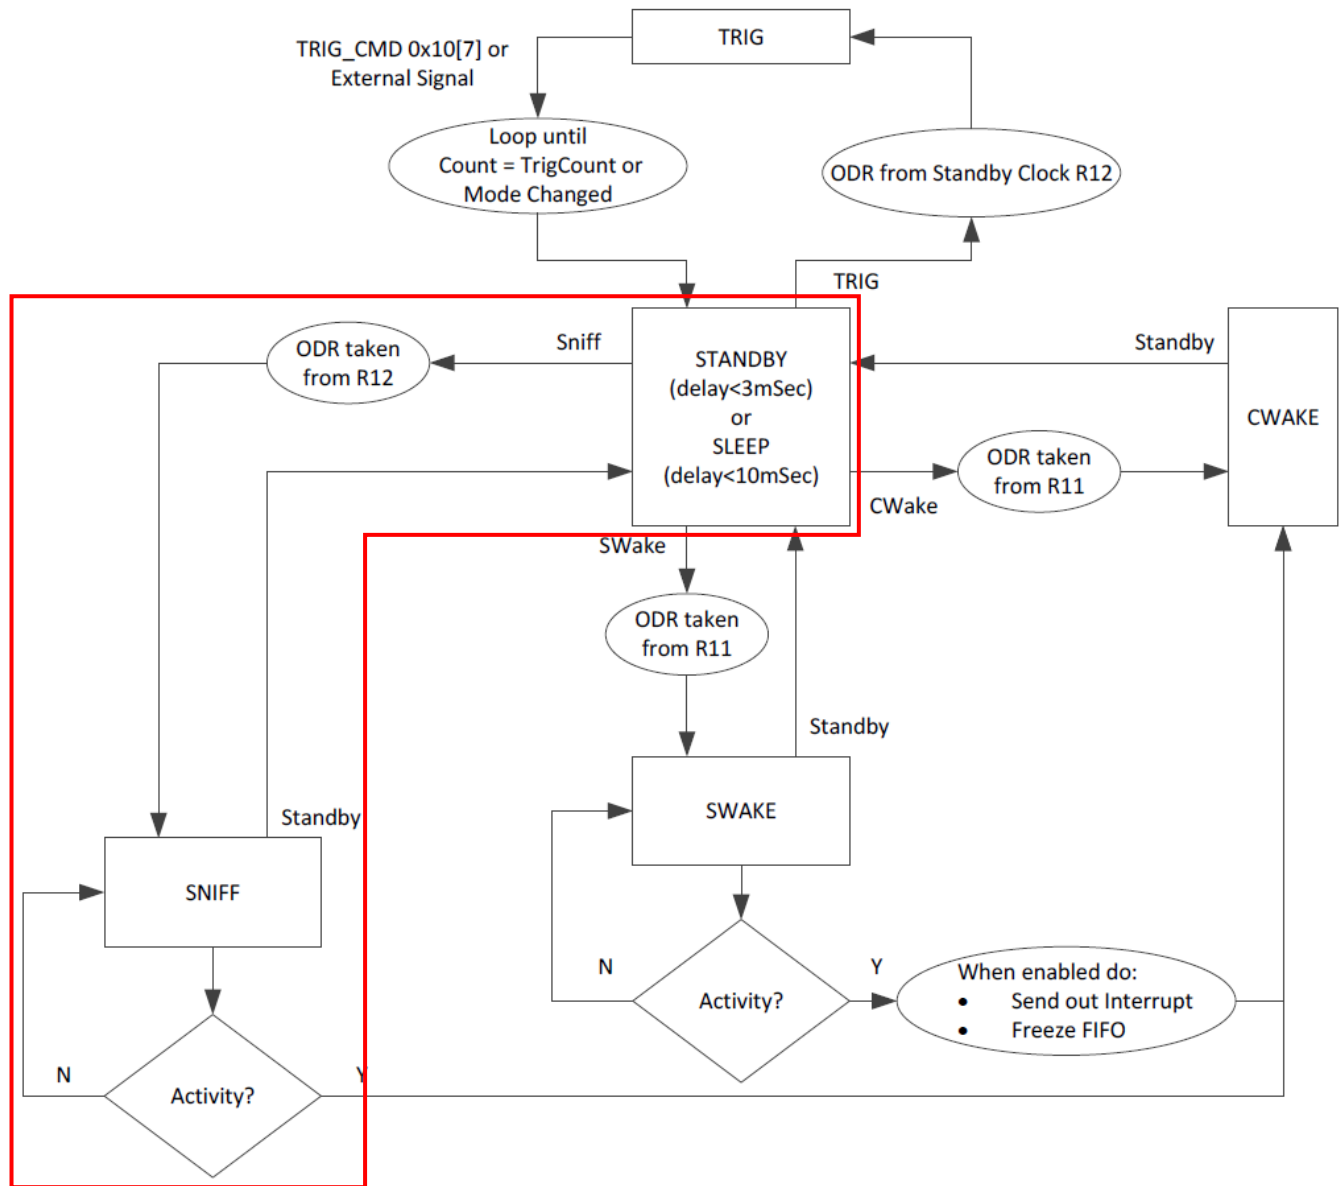 TRIG
TRIG_CMD 0x10[7] or
External Signal
Loop until
Count = TrigCount or
Mode Changed
ODR from Standby Clock R12
TRIG
Sniff
ODR taken
from R12
STANDBY
(delay<3mSec)
or
SLEEP
(delay<10mSec)
Standby
CWAKE
ODR taken
from R11
CWake
SWake
ODR taken
from R11
Standby
Standby
SWAKE
SNIFF
N
Activity?
Y
When enabled do:
• Send out Interrupt
• Freeze FIFO
N
Activity?
Y